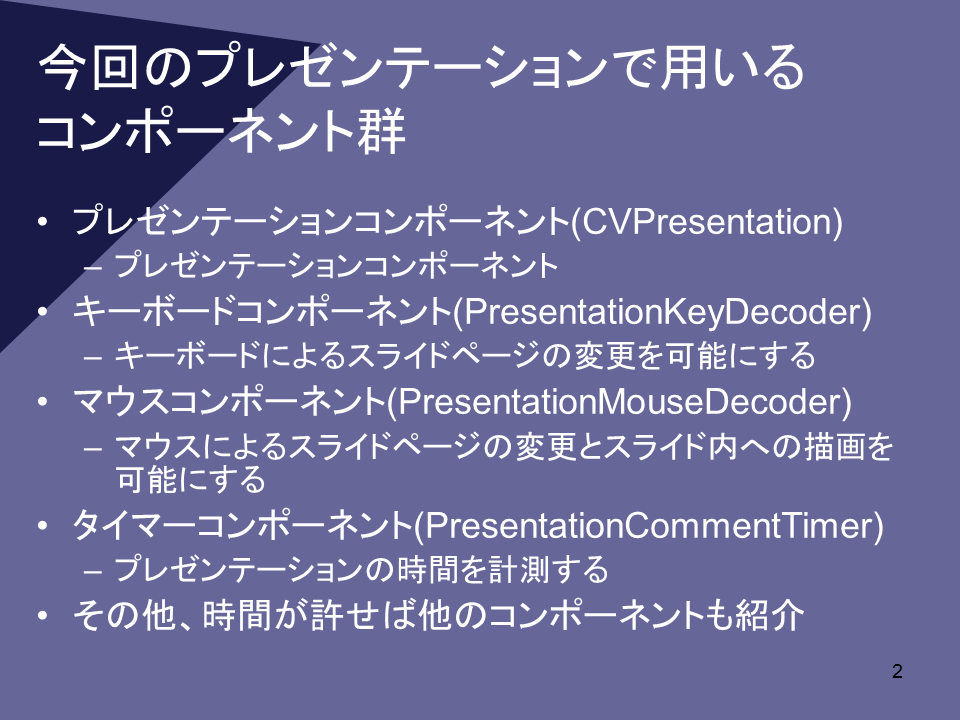 今回のプレゼンテーションで用いる
コンポーネント群
• プレゼンテーションコンポーネント(CVPresentation)
– プレゼンテーションコンポーネント
• キーボードコンポーネント(PresentationKeyDecoder)
– キーボードによるスライドページの変更を可能にする
• マウスコンポーネント(PresentationMouseDecoder)
– マウスによるスライドページの変更とスライド内への描画を
可能にする
• タイマーコンポーネント(PresentationCommentTimer)
– プレゼンテーションの時間を計測する
• その他、時間が許せば他のコンポーネントも紹介
2